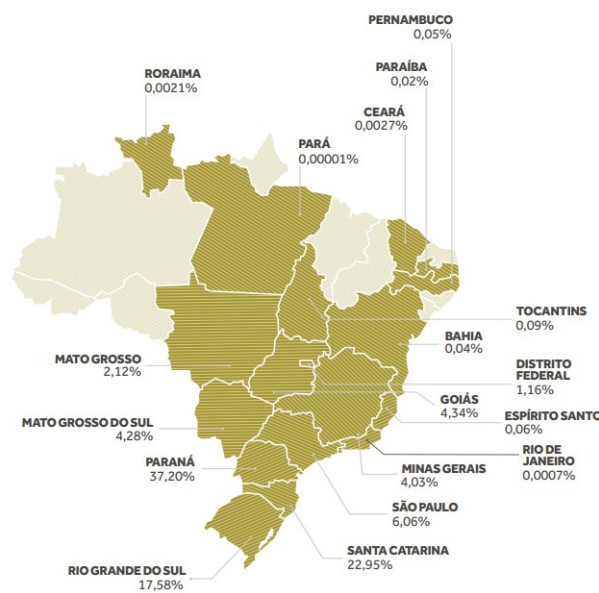 PERNAMBUCO
0,05%
PARAÍBA
0,02%
RORAIMA
0,0021%
CEARÁ
0,0027%
PARÁ
0,00001%
TOCANTINS
0,09%
BAHIA
0,04%
MATO GROSSO
2,12%
DISTRITO
FEDERAL
1,16%
GOIÁS
4,34%
ESPÍRITO SANTO
0,06%
MATO GROSSO DO SUL
4,28%
RIO DE
JANEIRO
0,0007%
PARANÁ
37,20%
MINAS GERAIS
4,03%
SÃO PAULO
6,06%
SANTA CATARINA
22,95%
RIO GRANDE DO SUL
17,58%